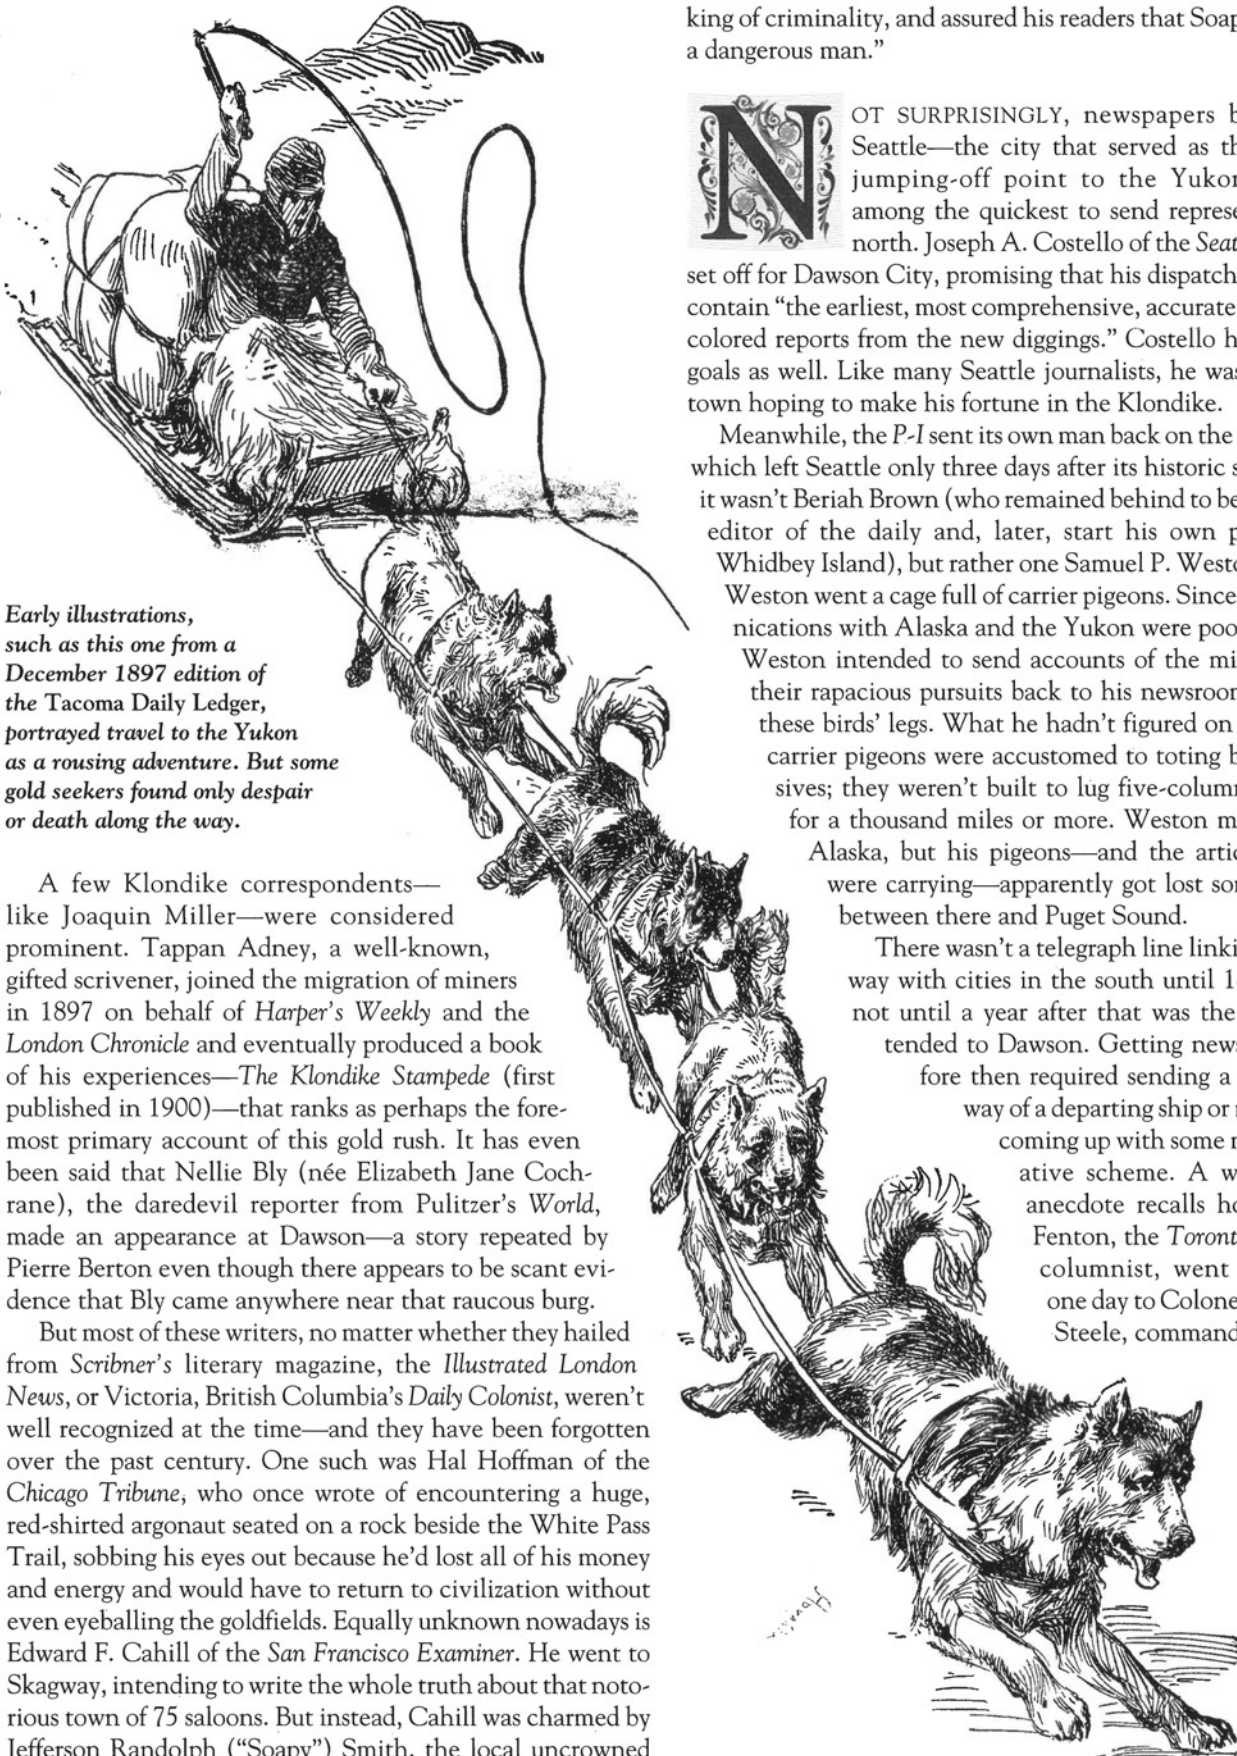 Early illustrations,
such as this one from a
December 1897 edition of
the Tacoma Daily Ledger,
portrayed travel to the Yukon
as a rousing adventure. But some
gold seekers found only despair
or death along the way.
A few Klondike correspondents—
like Joaquin Miller—were considered
prominent. Tappan Adney, a well-known,
gifted scrivener, joined the migration of miners
in 1897 on behalf of Harper's Weekly and the
London Chronicle and eventually produced a book
of his experiences—The Klondike Stampede (first
published in 1900)—that ranks as perhaps the fore-
most primary account of this gold rush. It has even
been said that Nellie Bly (née Elizabeth Jane Coch-
rane), the daredevil reporter from Pulitzer's World,
made an appearance at Dawson—a story repeated by
Pierre Berton even though there appears to be scant evi-
dence that Bly came anywhere near that raucous burg.
But most of these writers, no matter whether they hailed
from Scribner's literary magazine, the Illustrated London
News, or Victoria, British Columbia's Daily Colonist, weren't
well recognized at the time—and they have been forgotten
over the past century. One such was Hal Hoffman of the
Chicago Tribune, who once wrote of encountering a huge,
red-shirted argonaut seated on a rock beside the White Pass
Trail, sobbing his eyes out because he'd lost all of his money
and energy and would have to return to civilization without
even eyeballing the goldfields. Equally unknown nowadays is
Edward F. Cahill of the San Francisco Examiner. He went to
Skagway, intending to write the whole truth about that noto-
rious town of 75 saloons. But instead, Cahill was charmed by
Jefferson Randolph ("Soapy") Smith, the local uncrowned
king of criminality, and assured his readers that Soap
a dangerous man."
NOT SURPRISINGLY, newspapers b
Seattle—the city that served as th
jumping-off point to the Yukon
among the quickest to send represe
north. Joseph A. Costello of the Seat
set off for Dawson City, promising that his dispatch
contain "the earliest, most comprehensive, accurate
colored reports from the new diggings." Costello h
goals as well. Like many Seattle journalists, he was
town hoping to make his fortune in the Klondike.
Meanwhile, the P-I sent its own man back on the
which left Seattle only three days after its historic s
it wasn't Beriah Brown (who remained behind to be
editor of the daily and, later, start his own p
Whidbey Island), but rather one Samuel P. Westo
Weston went a cage full of carrier pigeons. Since
nications with Alaska and the Yukon were poo
Weston intended to send accounts of the mi
their rapacious pursuits back to his newsroom
these birds' legs. What he hadn't figured on
carrier pigeons were accustomed to toting b
sives; they weren't built to lug five-column
for a thousand miles or more. Weston m
Alaska, but his pigeons—and the artic
were carrying—apparently got lost som
between there and Puget Sound.
There wasn't a telegraph line linki
way with cities in the south until 1
not until a year after that was the
tended to Dawson. Getting news
fore then required sending a
way of a departing ship or
coming up with some
ative scheme. A w
anecdote recalls ho
Fenton, the Toront
columnist, went
one day to Colone
Steele, command